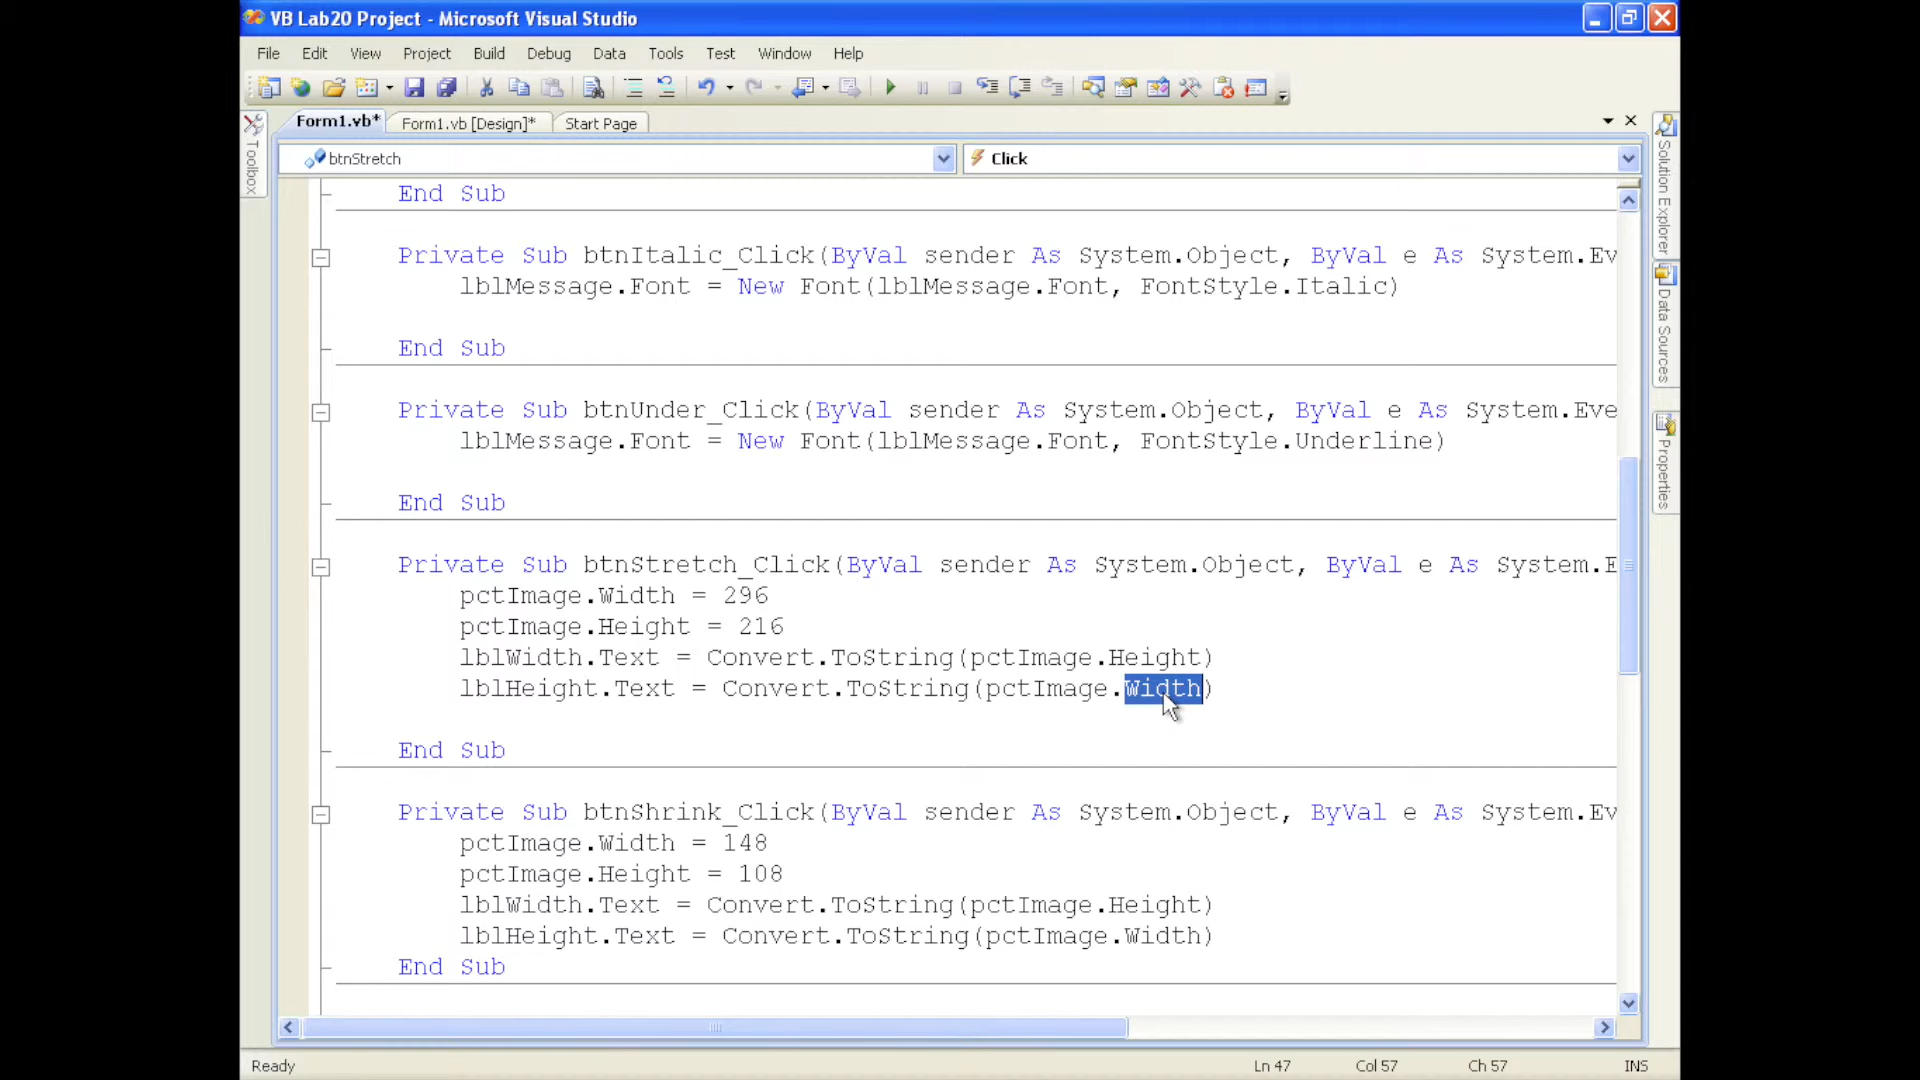 VB Lab20 Project - Microsoft Visual Studio
File Edit View Project Build Debug Data Tools Test Window Help
Form1.vb* Form1.vb [Design]* Start Page
Toolbox
btnStretch Click
End Sub
Private Sub btnItalic_Click(ByVal sender As System.Object, ByVal e As System.Ev
lblMessage.Font = New Font(lblMessage.Font, FontStyle.Italic)
End Sub
Private Sub btnUnder_Click(ByVal sender As System.Object, ByVal e As System.Eve
lblMessage.Font = New Font(lblMessage.Font, FontStyle.Underline)
End Sub
Private Sub btnStretch_Click(ByVal sender As System.Object, ByVal e As System.E
pctImage.Width = 296
pctImage.Height = 216
lblWidth.Text = Convert.ToString(pctImage.Height)
lblHeight.Text = Convert.ToString(pctImage.Width)
End Sub
Private Sub btnShrink_Click(ByVal sender As System.Object, ByVal e As System.Ev
pctImage.Width = 148
pctImage.Height = 108
lblWidth.Text = Convert.ToString(pctImage.Height)
lblHeight.Text = Convert.ToString(pctImage.Width)
End Sub
Solution Explorer
Data Sources
Properties
Ready Ln 47 Col 57 Ch 57 INS